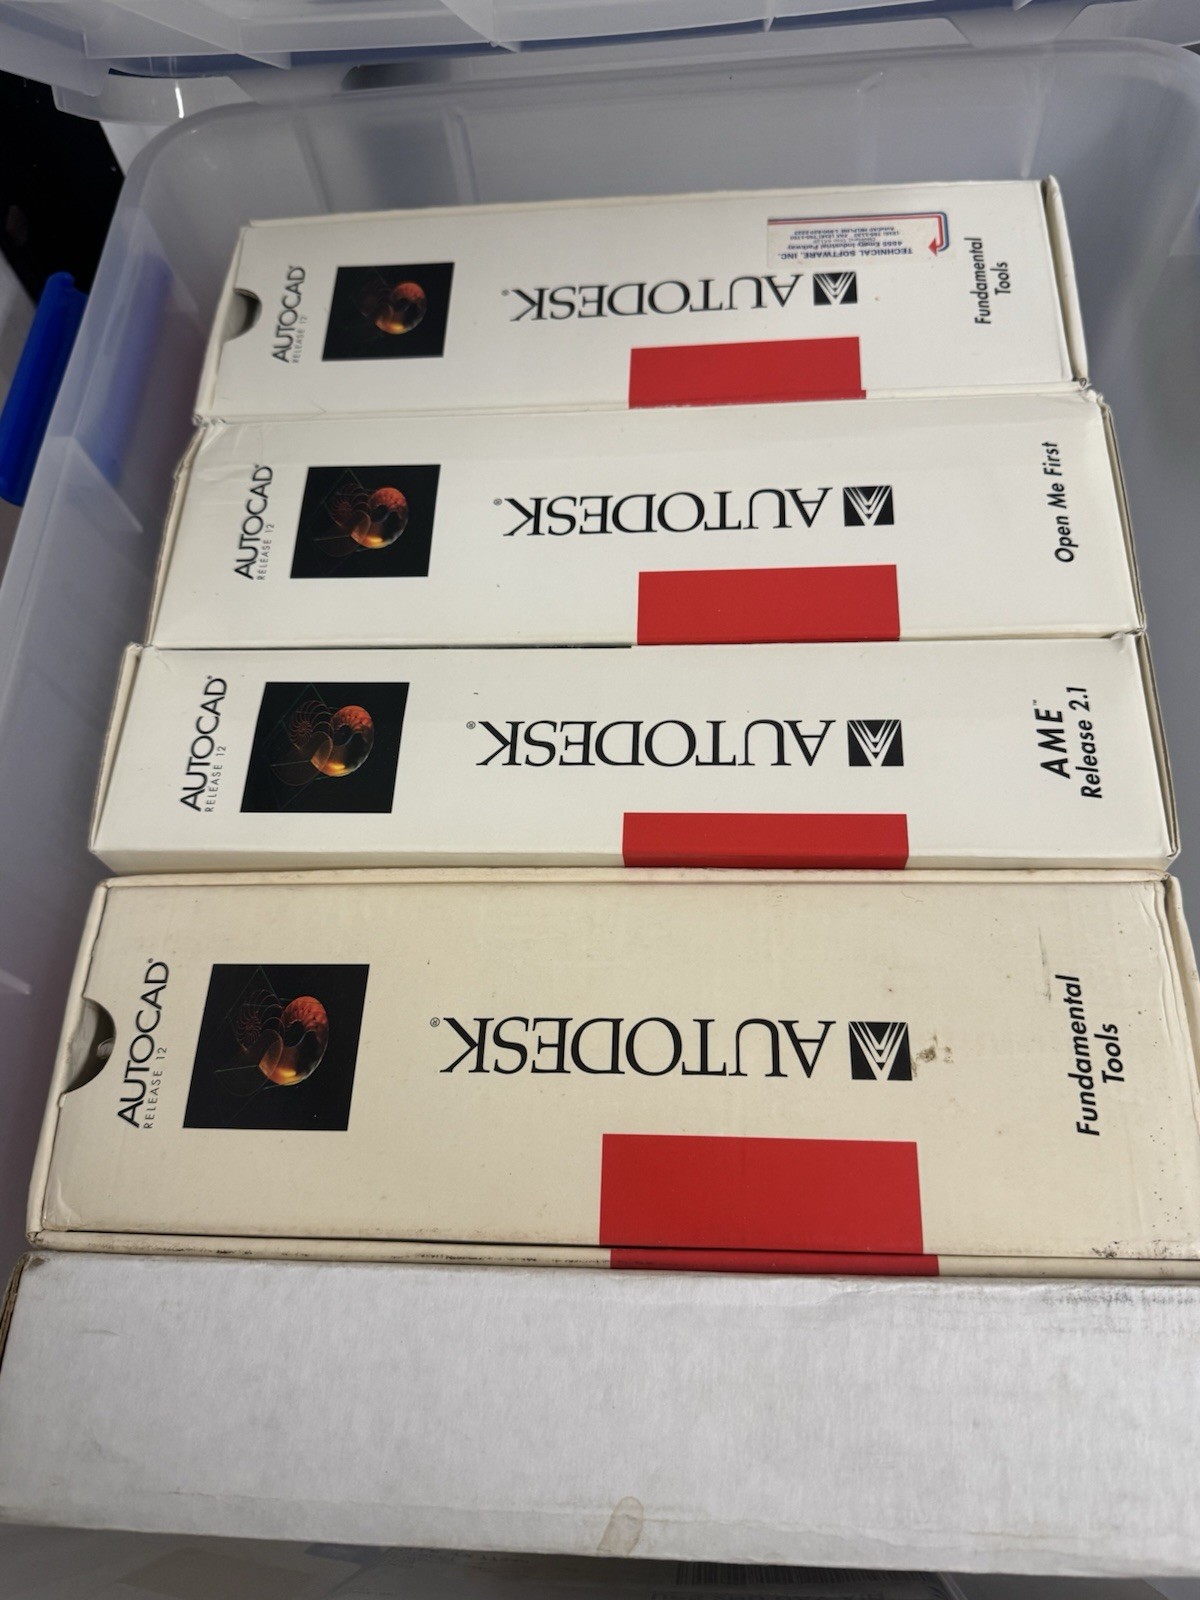 AUTOCAD®
RELEASE 12
AUTODESK®
TECHNICAL SOFTWARE, INC.
Fundamental
Tools
AUTOCAD®
RELEASE 12
AUTODESK®
Open Me First
AUTOCAD®
RELEASE 12
AUTODESK®
AME™
Release 2.1
AUTOCAD®
RELEASE 12
AUTODESK®
Fundamental
Tools